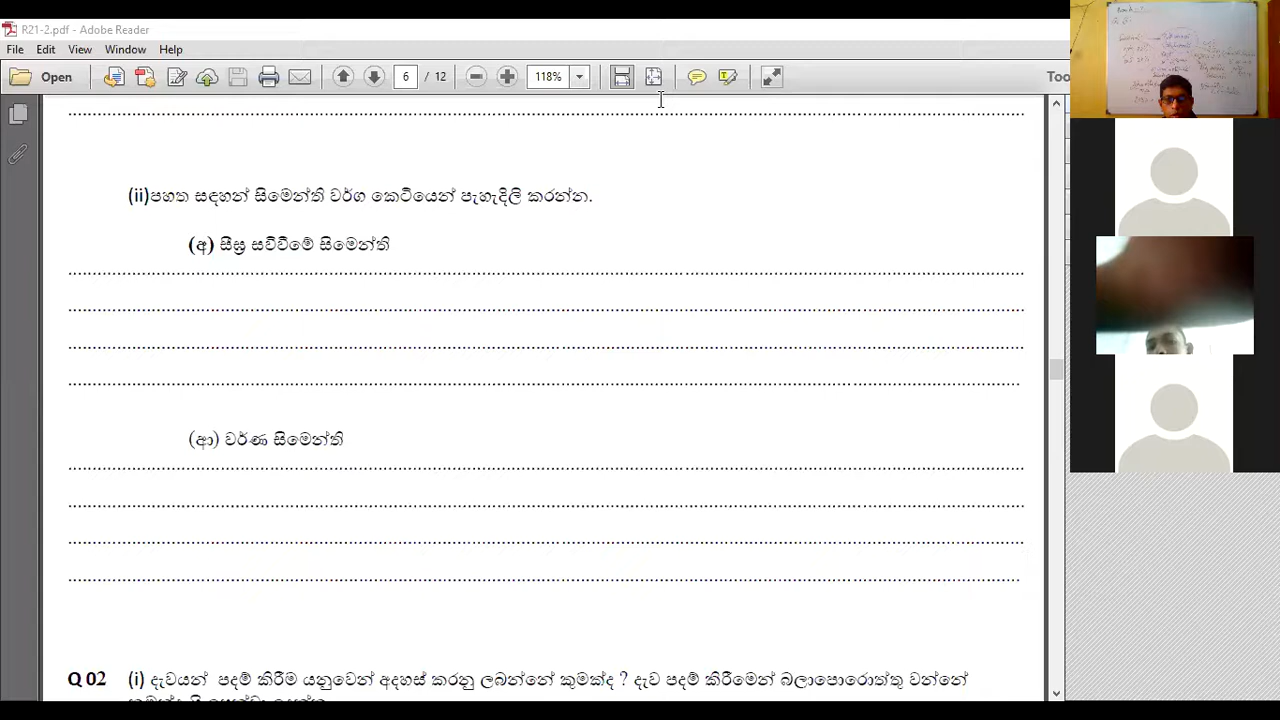 R21-2.pdf - Adobe Reader
File Edit View Window Help
Open 6 / 12 118% Too
(ii)පහත සඳහන් සිමෙන්ති වර්ග කෙටියෙන් පැහැදිලි කරන්න.
(අ) සීඝ්‍ර සවිවීමේ සිමෙන්ති
(ආ) වර්ණ සිමෙන්ති
Q 02 (i) දැවයන් පදම් කිරීම යනුවෙන් අදහස් කරනු ලබන්නේ කුමක්ද ? දැව පදම් කිරීමෙන් බලාපොරොත්තු වන්නේ